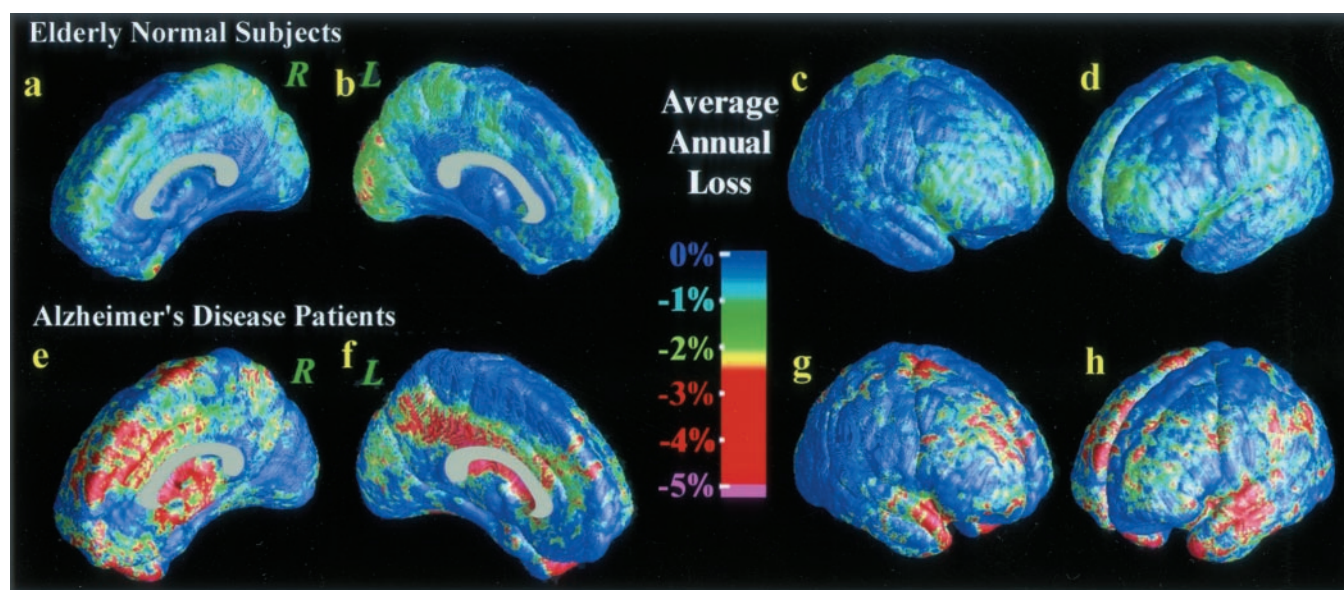 Elderly Normal Subjects
a
R
b
L
Average
Annual
Loss
c
d
0%
-1%
-2%
-3%
-4%
-5%
Alzheimer's Disease Patients
e
R
f
L
g
h